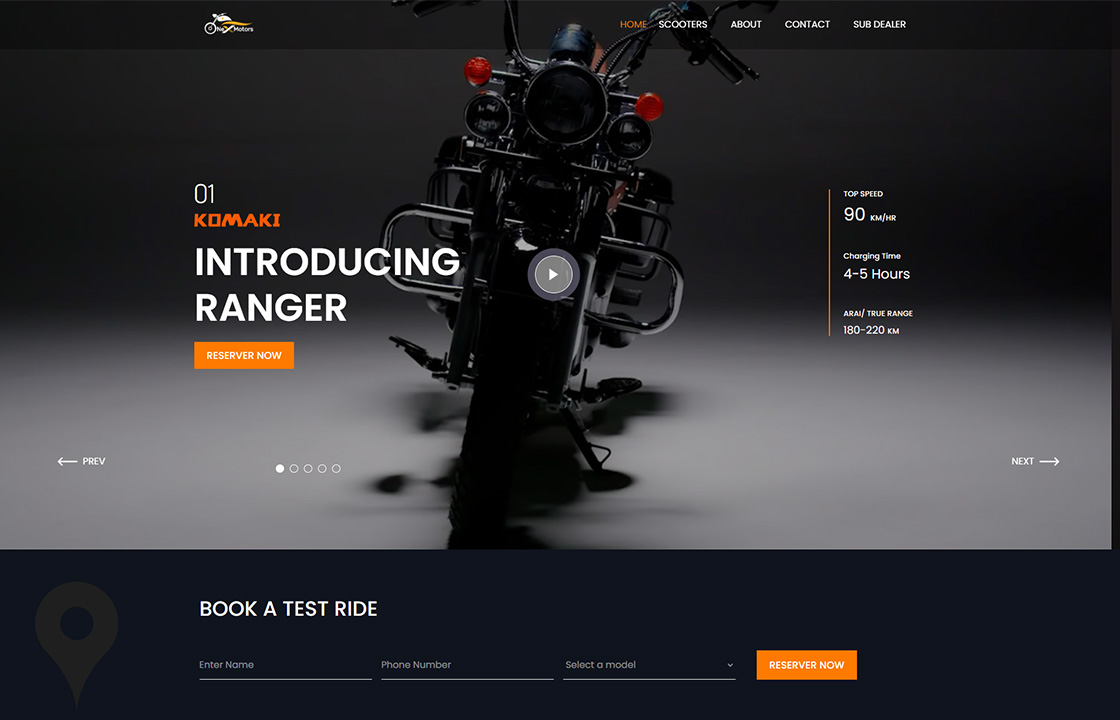 NeX Motors
HOME SCOOTERS ABOUT CONTACT SUB DEALER
01
KOMAKI
INTRODUCING
RANGER
RESERVER NOW
TOP SPEED
90 KM/HR
Charging Time
4-5 Hours
ARAI/ TRUE RANGE
180-220 KM
PREV
NEXT
BOOK A TEST RIDE
Enter Name
Phone Number
Select a model
RESERVER NOW